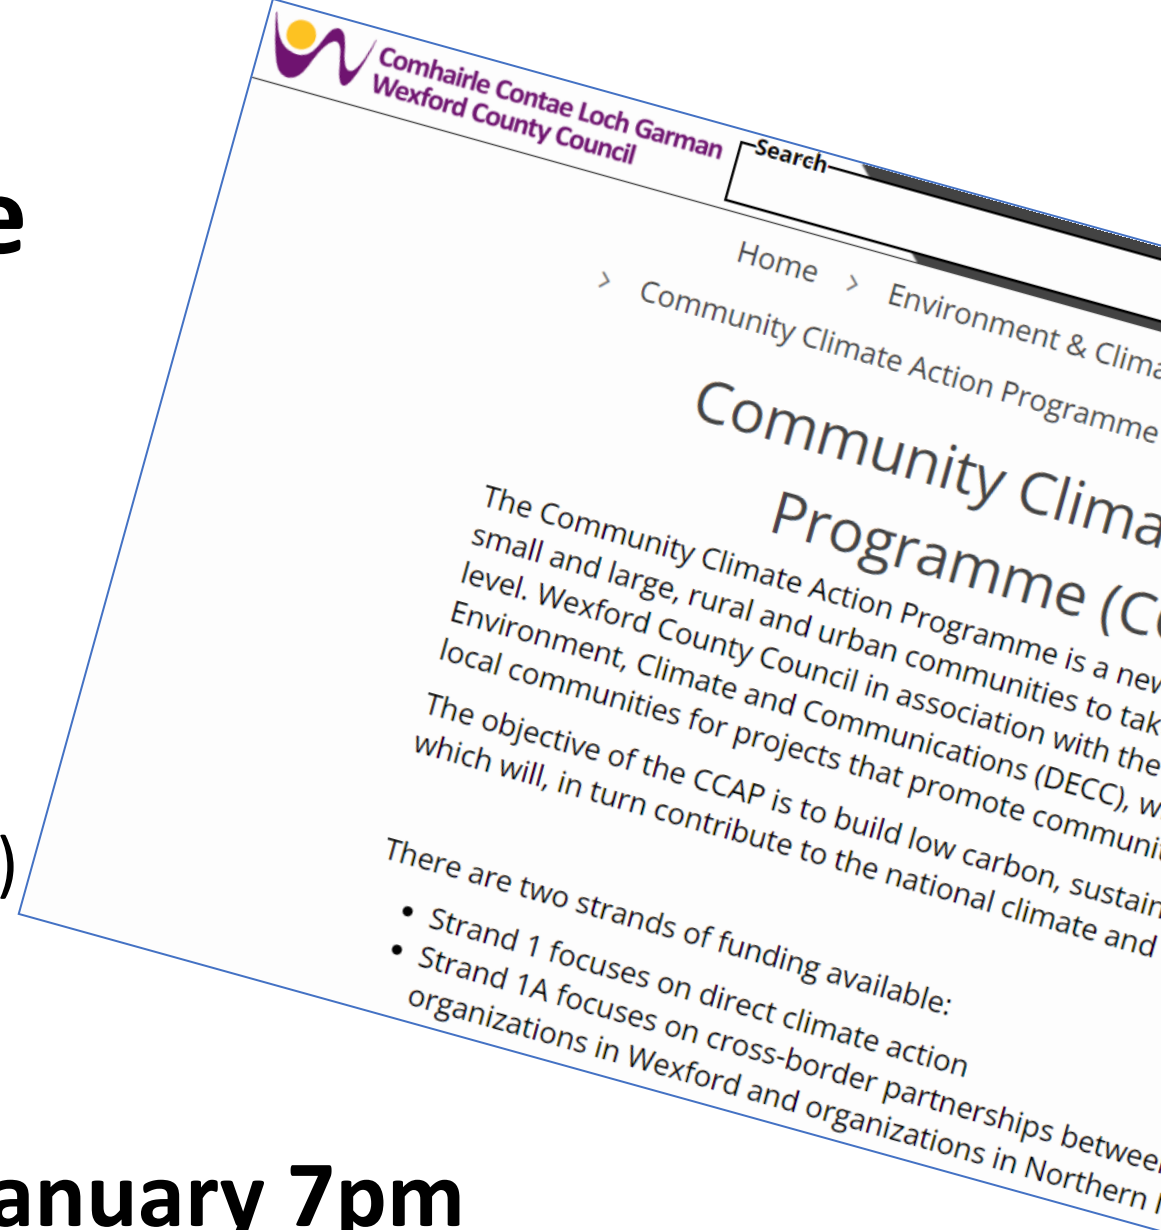 e
Comhairle Contae Loch Garman
Wexford County Council
Search
Home > Environment & Clima
> Community Climate Action Programme
Community Clima
Programme (C
The Community Climate Action Programme is a new
small and large, rural and urban communities to tak
level. Wexford County Council in association with the
Environment, Climate and Communications (DECC), w
local communities for projects that promote communit
The objective of the CCAP is to build low carbon, sustain
which will, in turn contribute to the national climate and
)
There are two strands of funding available:
• Strand 1 focuses on direct climate action
• Strand 1A focuses on cross-border partnerships between
organizations in Wexford and organizations in Northern
anuary 7pm